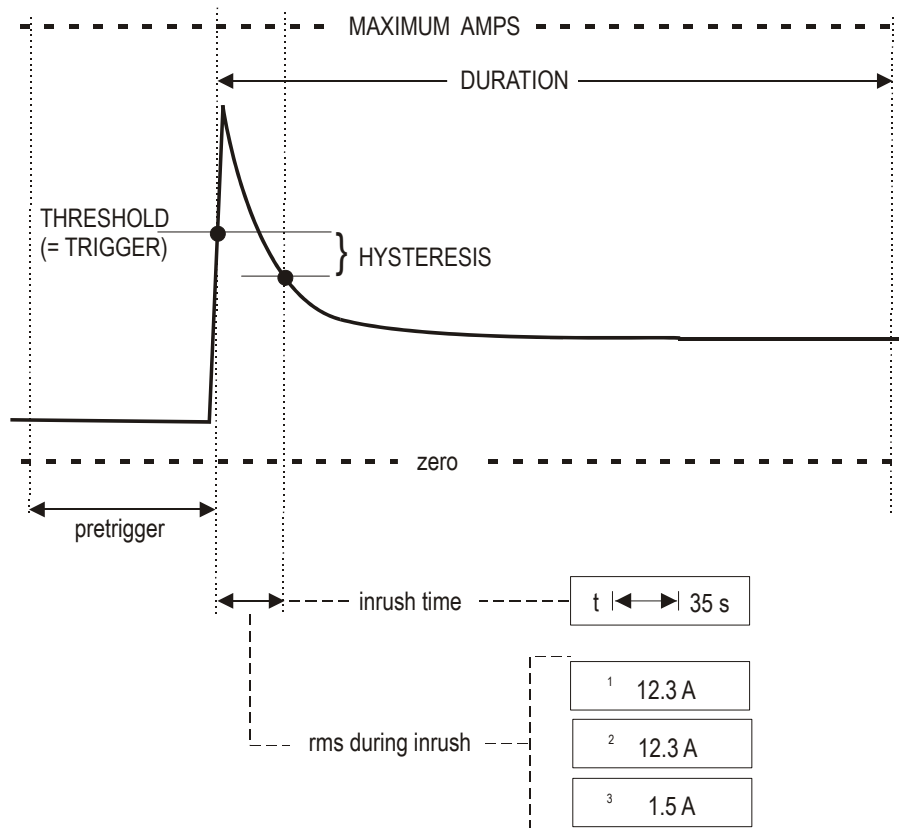 MAXIMUM AMPS
DURATION
THRESHOLD
(= TRIGGER)
} HYSTERESIS
zero
pretrigger
inrush time
t 35 s
1 12.3 A
rms during inrush
2 12.3 A
3 1.5 A